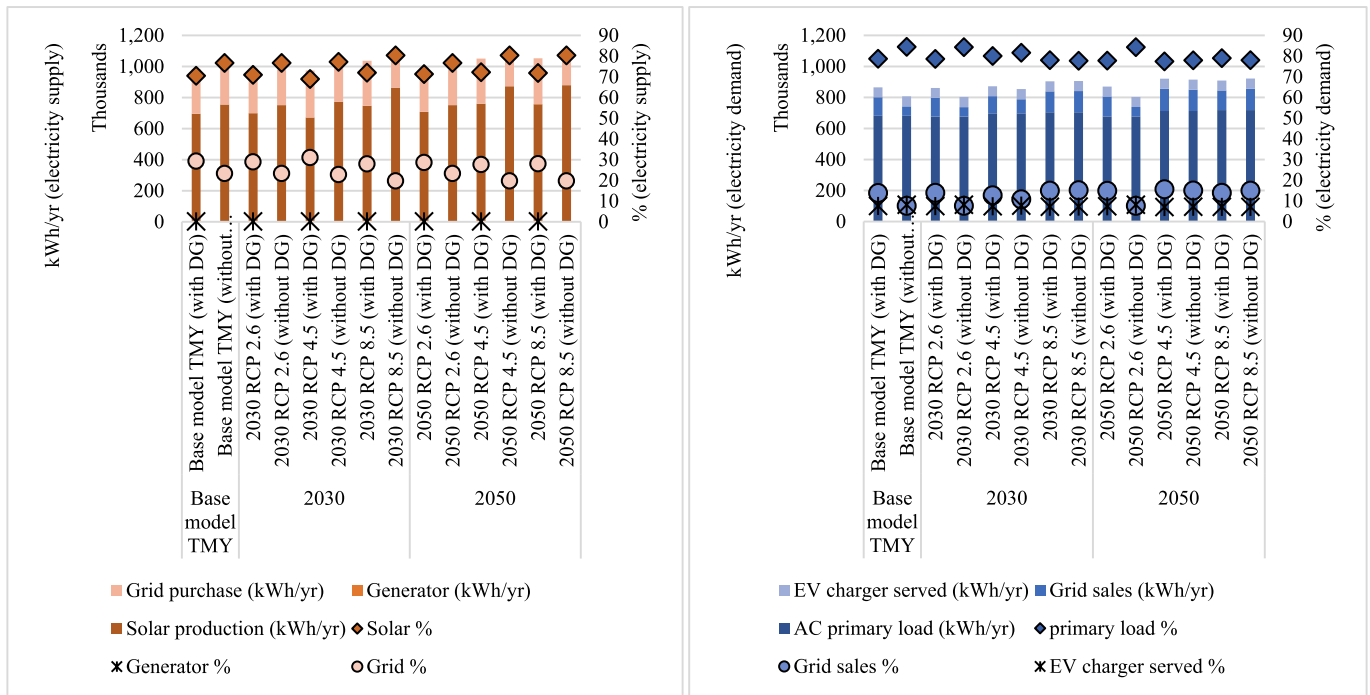 kWh/yr (electricity supply)
Thousands
1,200
1,000
800
600
400
200
0
90
80
70
60
50
40
30
20
10
0
% (electricity supply)
Base model TMY (with DG)
Base model TMY (without…
2030 RCP 2.6 (with DG)
2030 RCP 2.6 (without DG)
2030 RCP 4.5 (with DG)
2030 RCP 4.5 (without DG)
2030 RCP 8.5 (with DG)
2030 RCP 8.5 (without DG)
2050 RCP 2.6 (with DG)
2050 RCP 2.6 (without DG)
2050 RCP 4.5 (with DG)
2050 RCP 4.5 (without DG)
2050 RCP 8.5 (with DG)
2050 RCP 8.5 (without DG)
Base
model
TMY
2030
2050
Grid purchase (kWh/yr)
Generator (kWh/yr)
Solar production (kWh/yr)
Solar %
Generator %
Grid %
kWh/yr (electricity demand)
Thousands
1,200
1,000
800
600
400
200
0
90
80
70
60
50
40
30
20
10
0
% (electricity demand)
Base model TMY (with DG)
Base model TMY (without…
2030 RCP 2.6 (with DG)
2030 RCP 2.6 (without DG)
2030 RCP 4.5 (with DG)
2030 RCP 4.5 (without DG)
2030 RCP 8.5 (with DG)
2030 RCP 8.5 (without DG)
2050 RCP 2.6 (with DG)
2050 RCP 2.6 (without DG)
2050 RCP 4.5 (with DG)
2050 RCP 4.5 (without DG)
2050 RCP 8.5 (with DG)
2050 RCP 8.5 (without DG)
Base
model
TMY
2030
2050
EV charger served (kWh/yr)
Grid sales (kWh/yr)
AC primary load (kWh/yr)
primary load %
Grid sales %
EV charger served %